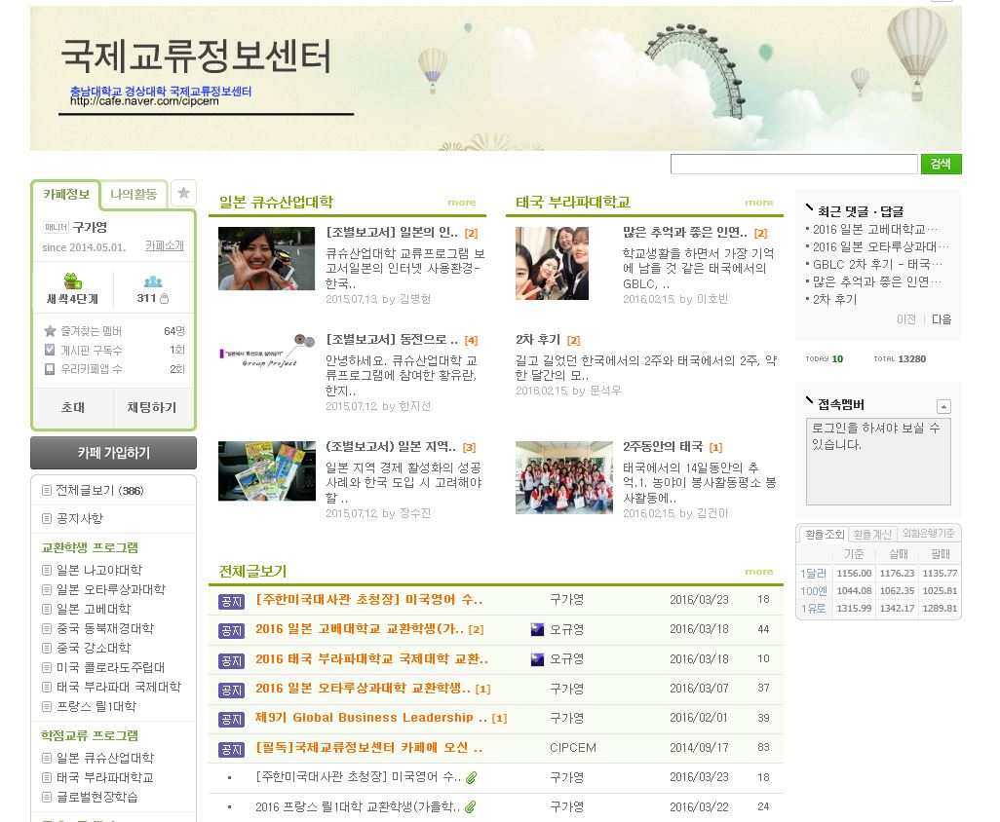 국제교류정보센터
충남대학교 경상대학 국제교류정보센터
http://cafe.naver.com/cipcem
검색
카페정보
나의활동
매니저 구가영
since 2014.05.01.
카페소개
새싹4단계
311
즐겨찾는 멤버 64명
게시판 구독수 1회
우리카페앱 수 2회
초대
채팅하기
카페 가입하기
전체글보기 (386)
공지사항
교환학생 프로그램
일본 나고야대학
일본 오타루상과대학
일본 고베대학
중국 동북재경대학
중국 강소대학
미국 콜로라도주립대
태국 부라파대 국제대학
프랑스 릴1대학
학점교류 프로그램
일본 큐슈산업대학
태국 부라파대학교
글로벌현장학습
일본 큐슈산업대학
more
[조별보고서] 일본의 인.. [2]
큐슈산업대학 교류프로그램 보
고서일본의 인터넷 사용환경-
한국..
2015.07.13. by 김병현
[조별보고서] 동전으로 .. [4]
안녕하세요. 큐슈산업대학 교
류프로그램에 참여한 황유란,
한지..
2015.07.12. by 한지선
"일본에서 동전으로 살아남기"
Group Project
(조별보고서) 일본 지역.. [3]
일본 지역 경제 활성화의 성공
사례와 한국 도입 시 고려해야
할 ..
2015.07.12. by 장수진
태국 부라파대학교
more
많은 추억과 좋은 인연.. [2]
학교생활을 하면서 가장 기억
에 남을 것 같은 태국에서의
GBLC, ..
2016.02.15. by 이호빈
2차 후기 [2]
길고 길었던 한국에서의 2주와 태국에서의 2주, 약
한 달간의 모..
2016.02.15. by 문석우
2주동안의 태국 [1]
태국에서의 14일동안의 추
억.1. 농아이 봉사활동평소 봉
사활동에..
2016.02.15. by 김건아
전체글보기
more
공지 [주한미국대사관 초청장] 미국영어 수.. 구가영 2016/03/23 18
공지 2016 일본 고베대학교 교환학생(가.. [2] 오규영 2016/03/18 44
공지 2016 태국 부라파대학교 국제대학 교환.. 오규영 2016/03/18 10
공지 2016 일본 오타루상과대학 교환학생.. [1] 구가영 2016/03/07 37
공지 제9기 Global Business Leadership .. [1] 구가영 2016/02/01 39
공지 [필독]국제교류정보센터 카페에 오신 .. CIPCEM 2014/09/17 83
[주한미국대사관 초청장] 미국영어 수.. 구가영 2016/03/23 18
2016 프랑스 릴1대학 교환학생(가을학.. 구가영 2016/03/22 24
최근 댓글·답글
2016 일본 고베대학교…
2016 일본 오타루상과대…
GBLC 2차 후기 - 태국…
많은 추억과 좋은 인연…
2차 후기
이전 | 다음
TODAY 10 TOTAL 13280
접속멤버
로그인을 하셔야 보실 수
있습니다.
환율조회 환율계산 외환은행기준
기준 살때 팔때
1달러 1156.00 1176.23 1135.77
100엔 1044.08 1062.35 1025.81
1유로 1315.99 1342.17 1289.81